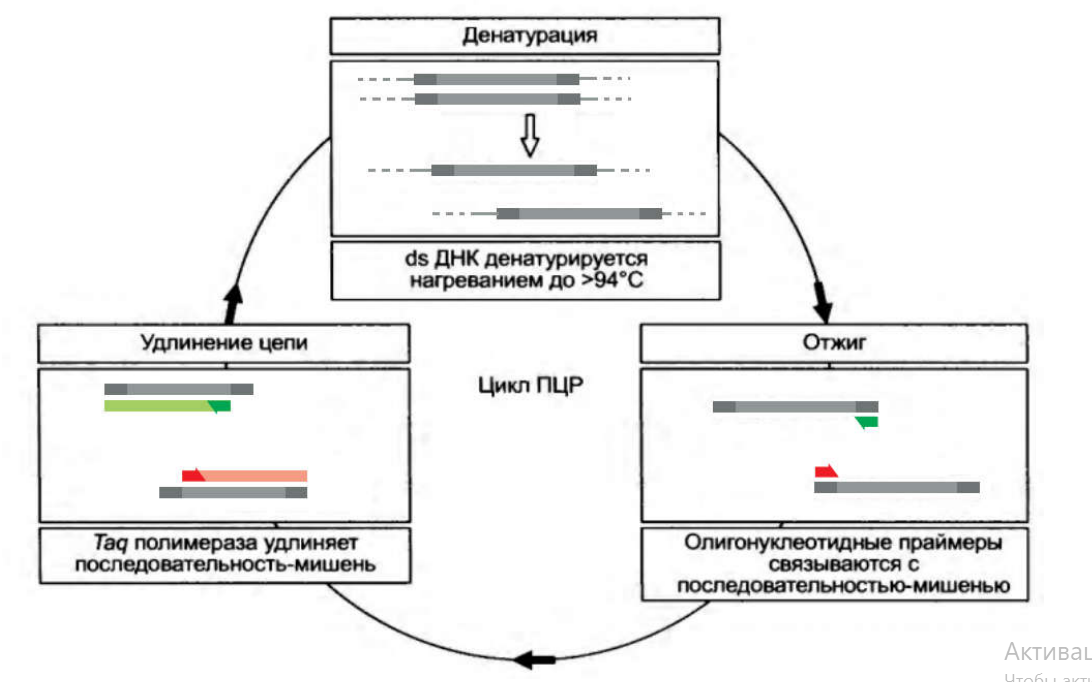 Денатурация
ds ДНК денатурируется
нагреванием до >94°C
Удлинение цепи
Отжиг
Цикл ПЦР
Taq полимераза удлиняет
последовательность-мишень
Олигонуклеотидные праймеры
связываются с
последовательностью-мишенью